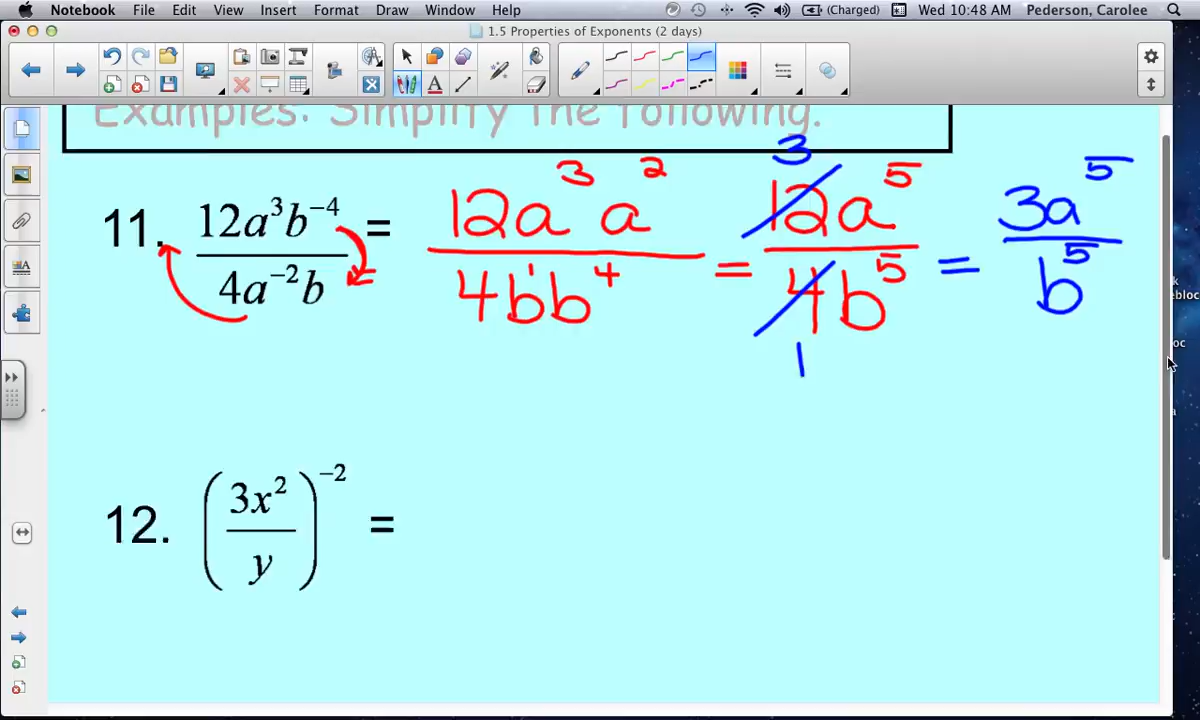 Notebook File Edit View Insert Format Draw Window Help (Charged) Wed 10:48 AM Pederson, Carolee
1.5 Properties of Exponents (2 days)
A
Examples: Simplify the following.
11. 12a³b⁻⁴ / 4a⁻²b = 12a³a² / 4b¹b⁴ = 12a⁵ / 4b⁵ = 3a⁵ / b⁵
3
1
12. (3x² / y)⁻² =